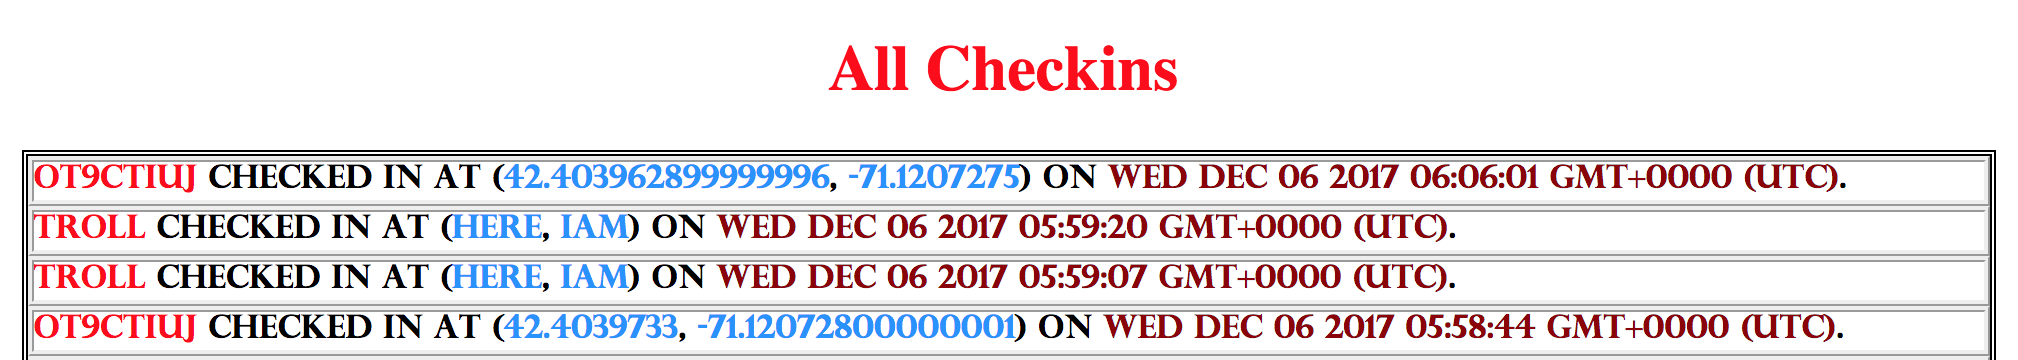 All Checkins
OT9CTIUJ CHECKED IN AT (42.403962899999996, -71.1207275) ON WED DEC 06 2017 06:06:01 GMT+0000 (UTC).
TROLL CHECKED IN AT (HERE, IAM) ON WED DEC 06 2017 05:59:20 GMT+0000 (UTC).
TROLL CHECKED IN AT (HERE, IAM) ON WED DEC 06 2017 05:59:07 GMT+0000 (UTC).
OT9CTIUJ CHECKED IN AT (42.4039733, -71.12072800000001) ON WED DEC 06 2017 05:58:44 GMT+0000 (UTC).